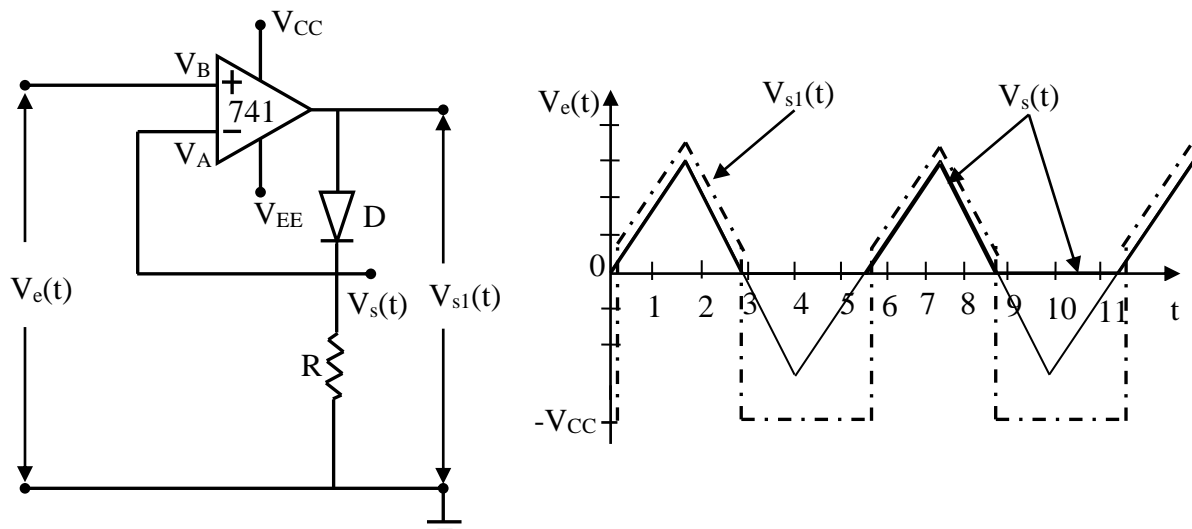 V_CC
V_B
+
741
−
V_A
V_EE
D
V_e(t)
V_s(t)
V_s1(t)
R
V_e(t)
V_s1(t)
V_s(t)
0
1 2 3 4 5 6 7 8 9 10 11 t
-V_CC